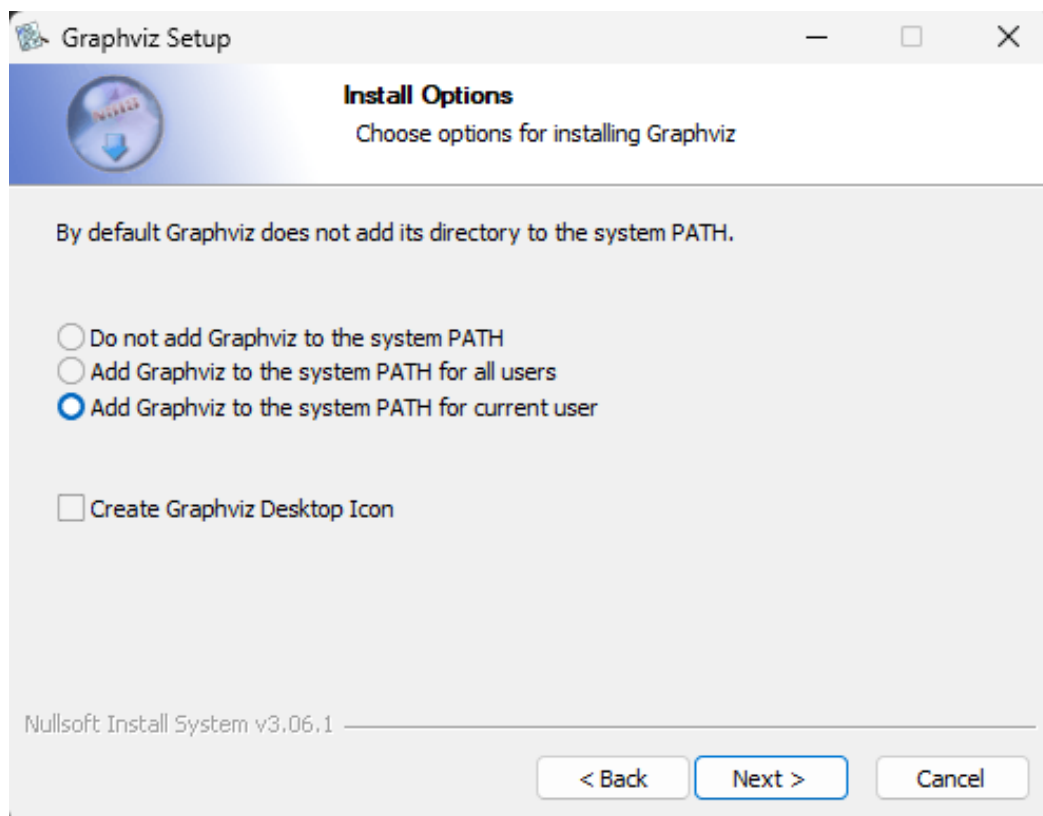 Graphviz Setup
Install Options
Choose options for installing Graphviz
By default Graphviz does not add its directory to the system PATH.
Do not add Graphviz to the system PATH
Add Graphviz to the system PATH for all users
Add Graphviz to the system PATH for current user
Create Graphviz Desktop Icon
Nullsoft Install System v3.06.1
< Back
Next >
Cancel